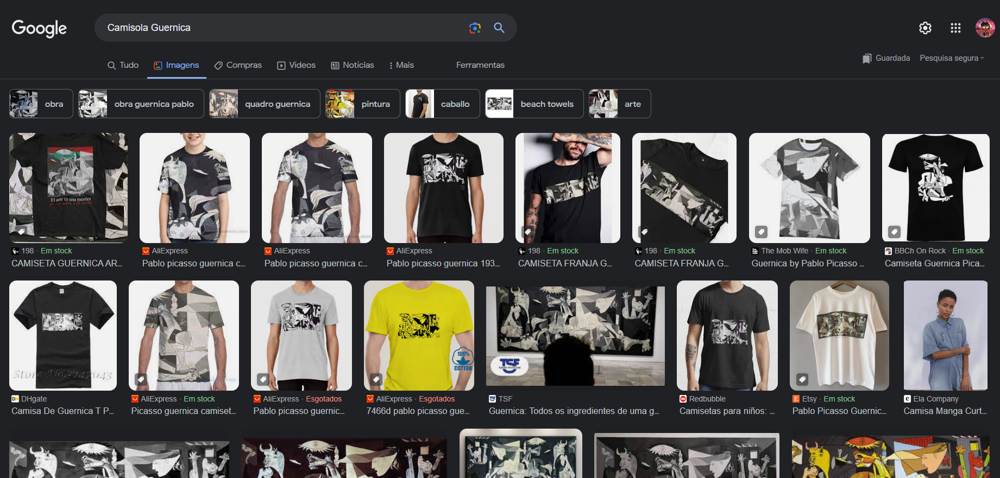 Google
Camisola Guernica
Tudo
Imagens
Compras
Vídeos
Notícias
Mais
Ferramentas
Guardada
Pesquisa segura
obra
obra guernica pablo
quadro guernica
pintura
caballo
beach towels
arte
El arte es una mentira
198 · Em stock
CAMISETA GUERNICA AR...
AliExpress
Pablo picasso guernica c...
AliExpress
Pablo picasso guernica c...
AliExpress
Pablo picasso guernica 193...
198 · Em stock
CAMISETA FRANJA G...
198 · Em stock
CAMISETA FRANJA G...
The Mob Wife · Em stock
Guernica by Pablo Picasso ...
BBCh On Rock · Em stock
Camiseta Guernica Pica...
Store No.3247043
100%
COTTON
TSF
RÁDIO NOTÍCIAS
DHgate
Camisa De Guernica T P...
AliExpress · Em stock
Picasso guernica camiset...
AliExpress · Esgotados
Pablo picasso guernic...
AliExpress · Esgotados
7466d pablo picasso gue...
TSF
Guernica: Todos os ingredientes de uma g...
Redbubble
Camisetas para niños: ...
Etsy · Em stock
Pablo Picasso Guernic...
Ela Company
Camisa Manga Curt...